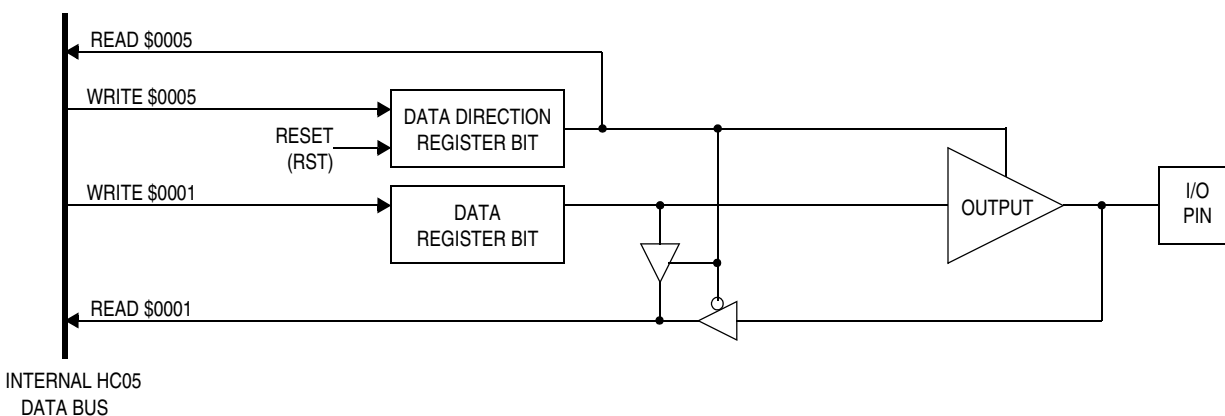 READ $0005
WRITE $0005
DATA DIRECTION
REGISTER BIT
RESET
(RST)
WRITE $0001
DATA
REGISTER BIT
OUTPUT
I/O
PIN
READ $0001
INTERNAL HC05
DATA BUS